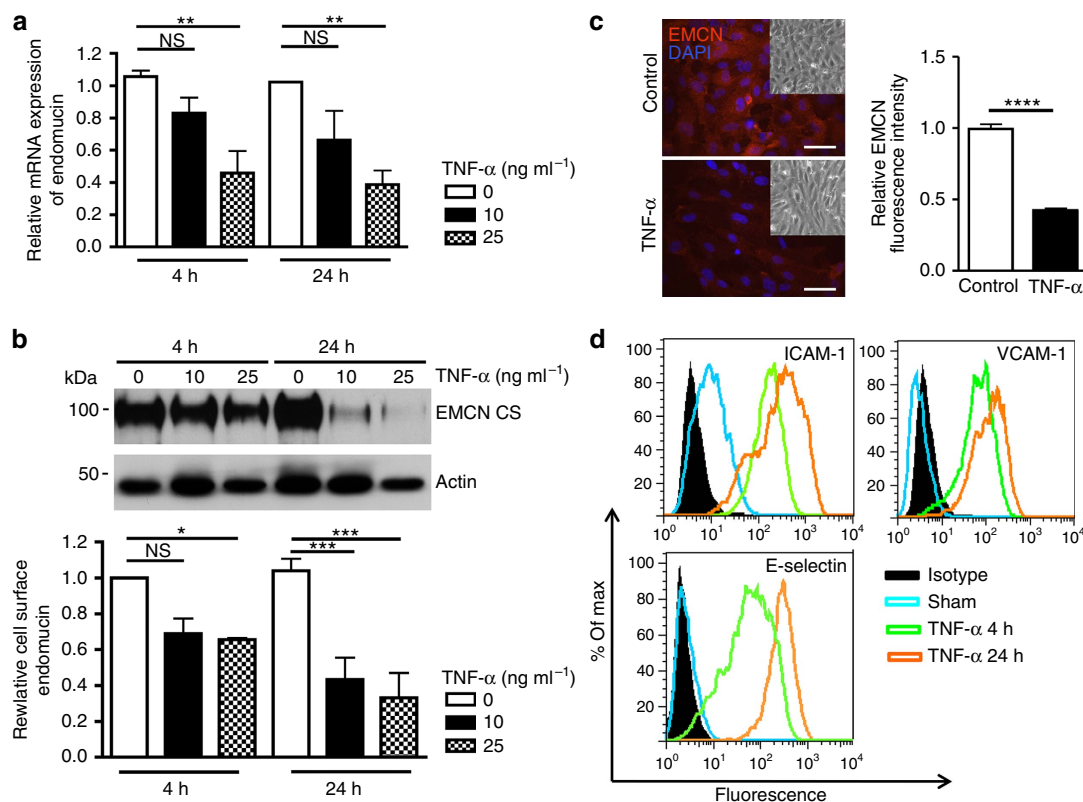 a
Relative mRNA expression
of endomucin
1.2
1.0
0.8
0.6
0.4
0.2
0.0
**
NS
**
NS
4 h
24 h
TNF-α (ng ml⁻¹)
0
10
25
b
4 h
24 h
kDa
0
10
25
0
10
25
TNF-α (ng ml⁻¹)
100
EMCN CS
50
Actin
Rewlative cell surface
endomucin
1.2
1.0
0.8
0.6
0.4
0.2
0.0
*
NS
***
***
4 h
24 h
TNF-α (ng ml⁻¹)
0
10
25
c
Control
EMCN
DAPI
TNF-α
Relative EMCN
fluorescence intensity
1.5
1.0
0.5
0.0
****
Control
TNF-α
d
ICAM-1
100
80
60
40
20
10⁰ 10¹ 10² 10³ 10⁴
VCAM-1
100
80
60
40
20
10⁰ 10¹ 10² 10³ 10⁴
E-selectin
100
80
60
40
20
10⁰ 10¹ 10² 10³ 10⁴
% Of max
Fluorescence
Isotype
Sham
TNF-α 4 h
TNF-α 24 h